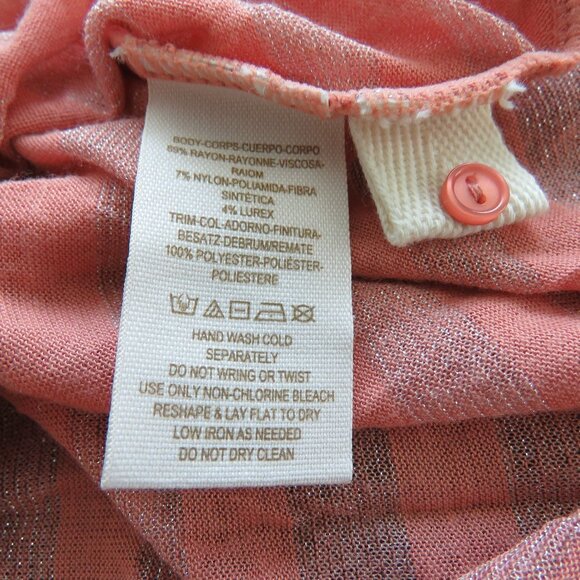 BODY-CORPS-CUERPO-CORPO
89% RAYON-RAYONNE-VISCOSA-
RAIOM
7% NYLON-POLIAMIDA-FIBRA
SINTÉTICA
4% LUREX
TRIM-COL-ADORNO-FINITURA-
BESATZ-DEBRUM/REMATE
100% POLYESTER-POLIÉSTER-
POLIESTERE
HAND WASH COLD
SEPARATELY
DO NOT WRING OR TWIST
USE ONLY NON-CHLORINE BLEACH
RESHAPE & LAY FLAT TO DRY
LOW IRON AS NEEDED
DO NOT DRY CLEAN